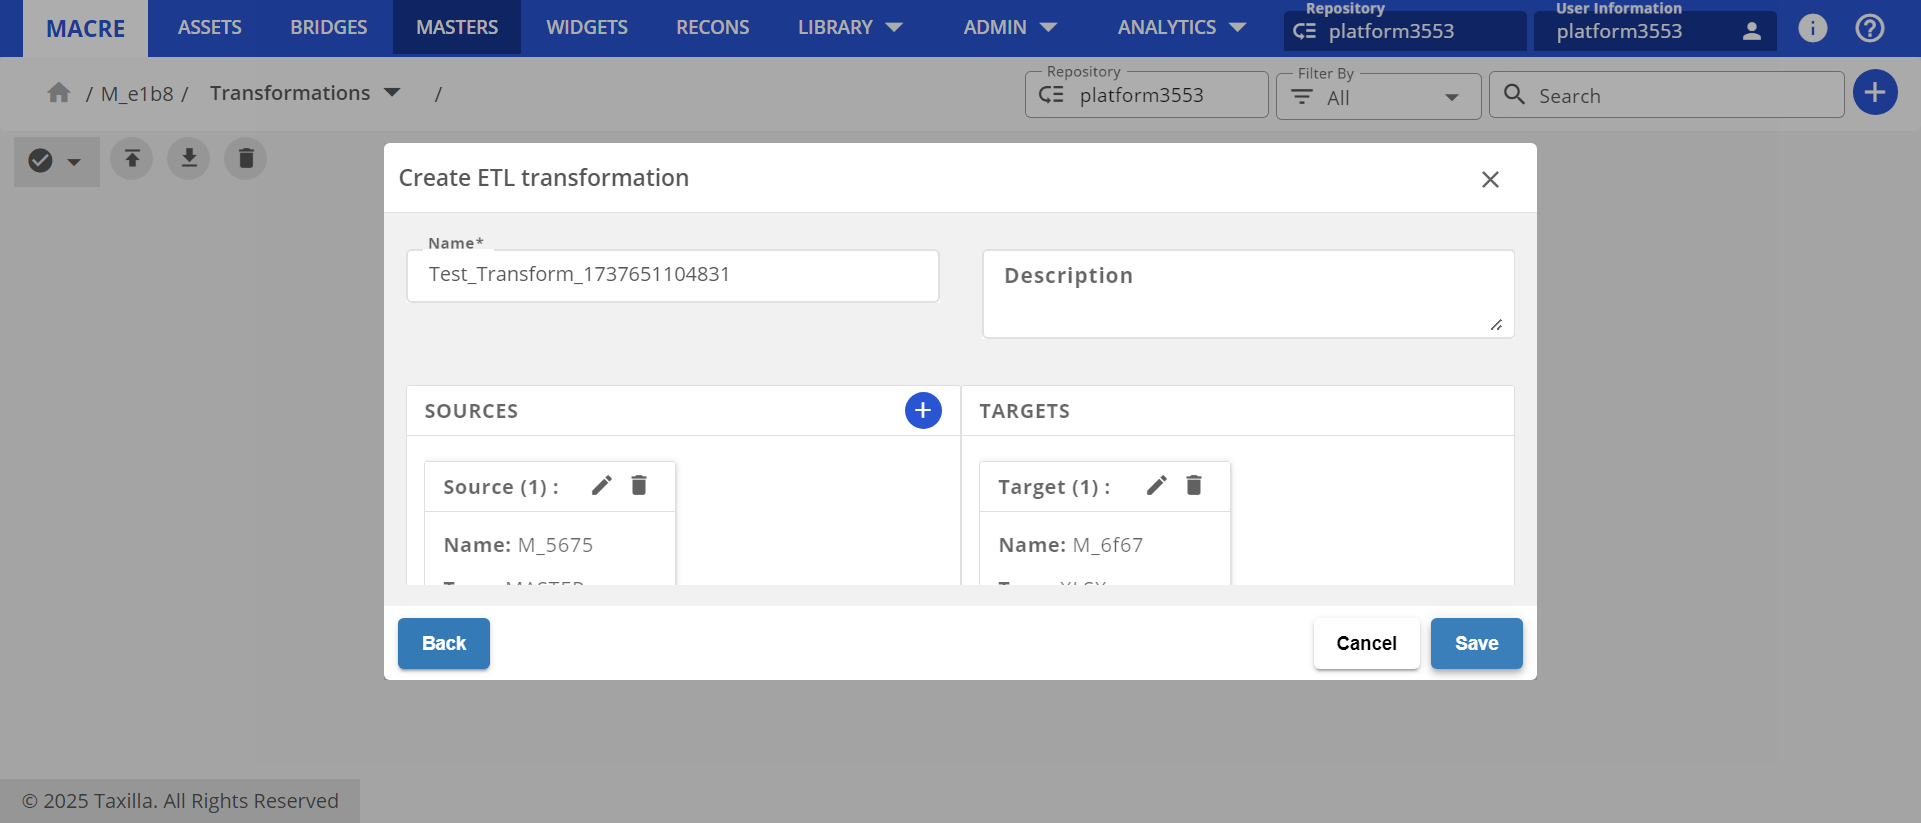 MACRE ASSETS BRIDGES MASTERS WIDGETS RECONS LIBRARY ADMIN ANALYTICS Repository platform3553 User Information platform3553
/ M_e1b8 / Transformations /
Repository platform3553 Filter By All Search
Create ETL transformation
Name*
Test_Transform_1737651104831
Description
SOURCES
TARGETS
Source (1) :
Name: M_5675
Target (1) :
Name: M_6f67
Back Cancel Save
© 2025 Taxilla. All Rights Reserved